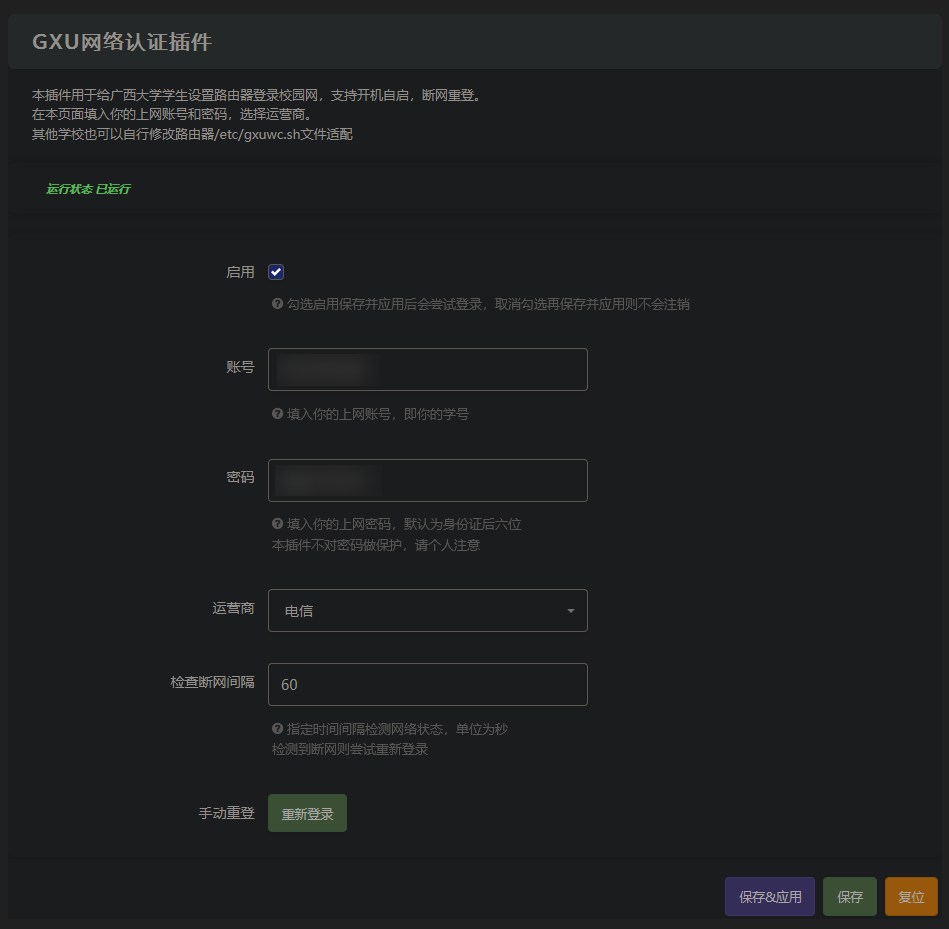 GXU网络认证插件
本插件用于给广西大学学生设置路由器登录校园网，支持开机自启，断网重登。
在本页面填入你的上网账号和密码，选择运营商。
其他学校也可以自行修改路由器/etc/gxuwc.sh文件适配
运行状态 已运行
启用
勾选启用保存并应用后会尝试登录，取消勾选再保存并应用则不会注销
账号
填入你的上网账号，即你的学号
密码
填入你的上网密码，默认为身份证后六位
本插件不对密码做保护，请个人注意
运营商 电信
检查断网间隔 60
指定时间间隔检测网络状态，单位为秒
检测到断网则尝试重新登录
手动重登 重新登录
保存&应用 保存 复位